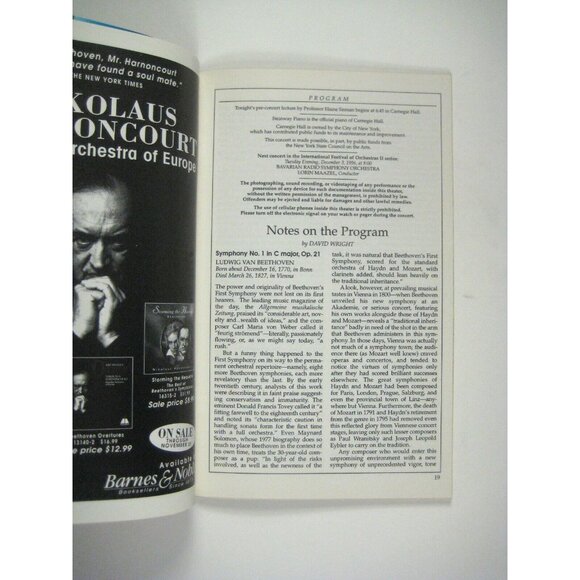 hoven, Mr. Harnoncourt
have found a soul mate."
THE NEW YORK TIMES
KOLAUS
ONCOURT
Orchestra of Europe
Storming the
16315-2
Sale price $8.
Beethoven Overtures
13140-2 $16.99
Sale price $12.99
ON SALE
THROUGH
NOVEMBER
Available
Barnes & Noble
Booksellers Since
PROGRAM
Tonight's pre-concert lecture by Professor Elaine Sisman begins at 6:45 in Carnegie Hall.
Steinway Piano is the official piano of Carnegie Hall.
Carnegie Hall is owned by the City of New York,
which has contributed public funds to its maintenance and improvement.
This concert is made possible, in part, by public funds from
the New York State Council on the Arts.
Next concert in the International Festival of Orchestras II series:
Tuesday Evening, December 3, 1996, at 8:00
BAVARIAN RADIO SYMPHONY ORCHESTRA
LORIN MAAZEL, Conductor
The photographing, sound recording, or videotaping of any performance or the
possession of any device for such documentation inside this theater,
without the written permission of the management, is prohibited by law.
Offenders may be ejected and liable for damages and other lawful remedies.
The use of cellular phones inside this theater is strictly prohibited.
Please turn off the electronic signal on your watch or pager during the concert.
Notes on the Program
by DAVID WRIGHT
Symphony No. 1 in C major, Op. 21
LUDWIG VAN BEETHOVEN
Born about December 16, 1770, in Bonn
Died March 26, 1827, in Vienna
The power and originality of Beethoven's
First Symphony were not lost on its first
hearers. The leading music magazine of
the day, the Allgemeine musikalische
Zeitung, praised its "considerable art, nov-
elty and wealth of ideas," and the com-
poser Carl Maria von Weber called it
"feurig strömend"—literally, passionately
flowing, or, as we might say today, "a
rush."
But a funny thing happened to the
First Symphony on its way to the perma-
nent orchestral repertoire—namely, eight
more Beethoven symphonies, each more
revelatory than the last. By the early
twentieth century, analysts of this work
were describing it in faint praise suggest-
ing conservatism and immaturity. The
eminent Donald Francis Tovey called it "a
fitting farewell to the eighteenth century"
and noted its "characteristic caution in
handling sonata form for the first time
with a full orchestra." Even Maynard
Solomon, whose 1977 biography does so
much to place Beethoven in the context of
his own time, treats the 30-year-old com-
poser as a pup: "In light of the risks
involved, as well as the newness of the
task, it was natural that Beethoven's First
Symphony, scored for the standard
orchestra of Haydn and Mozart, with
clarinets added, should lean heavily on
the traditional inheritance."
A look, however, at prevailing musical
tastes in Vienna in 1800—when Beethoven
unveiled his new symphony at an
Akademie, or serious concert, featuring
his own works alongside those of Haydn
and Mozart—reveals a "traditional inheri-
tance" badly in need of the shot in the arm
that Beethoven administers in this sym-
phony. In those days, Vienna was actually
not much of a symphony town, the audi-
ence there (as Mozart well knew) craved
operas and concertos, and tended to
notice the virtues of symphonies only
after they had scored brilliant successes
elsewhere. The great symphonies of
Haydn and Mozart had been composed
for Paris, London, Prague, Salzburg, and
even the provincial town of Linz—any-
where but Vienna. Furthermore, the death
of Mozart in 1791 and Haydn's retirement
from the genre in 1795 had removed even
this reflected glory from Viennese concert
stages, leaving only such lesser composers
as Paul Wranitsky and Joseph Leopold
Eybler to carry on the tradition.
Any composer who would enter this
unpromising environment with a new
symphony of unprecedented vigor, tone
19